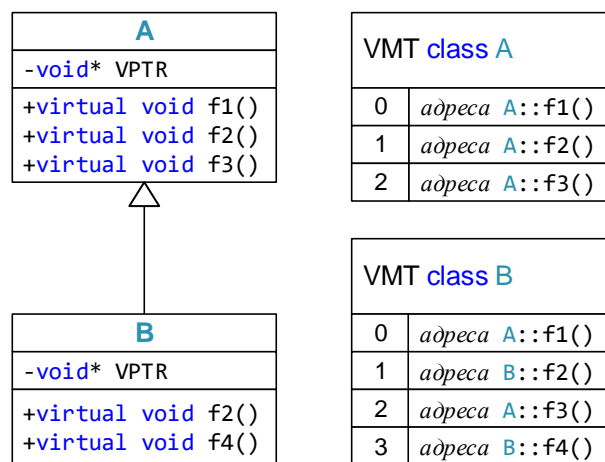 A
-void* VPTR
+virtual void f1()
+virtual void f2()
+virtual void f3()
VMT class A
0 адреса A::f1()
1 адреса A::f2()
2 адреса A::f3()
B
-void* VPTR
+virtual void f2()
+virtual void f4()
VMT class B
0 адреса A::f1()
1 адреса B::f2()
2 адреса A::f3()
3 адреса B::f4()